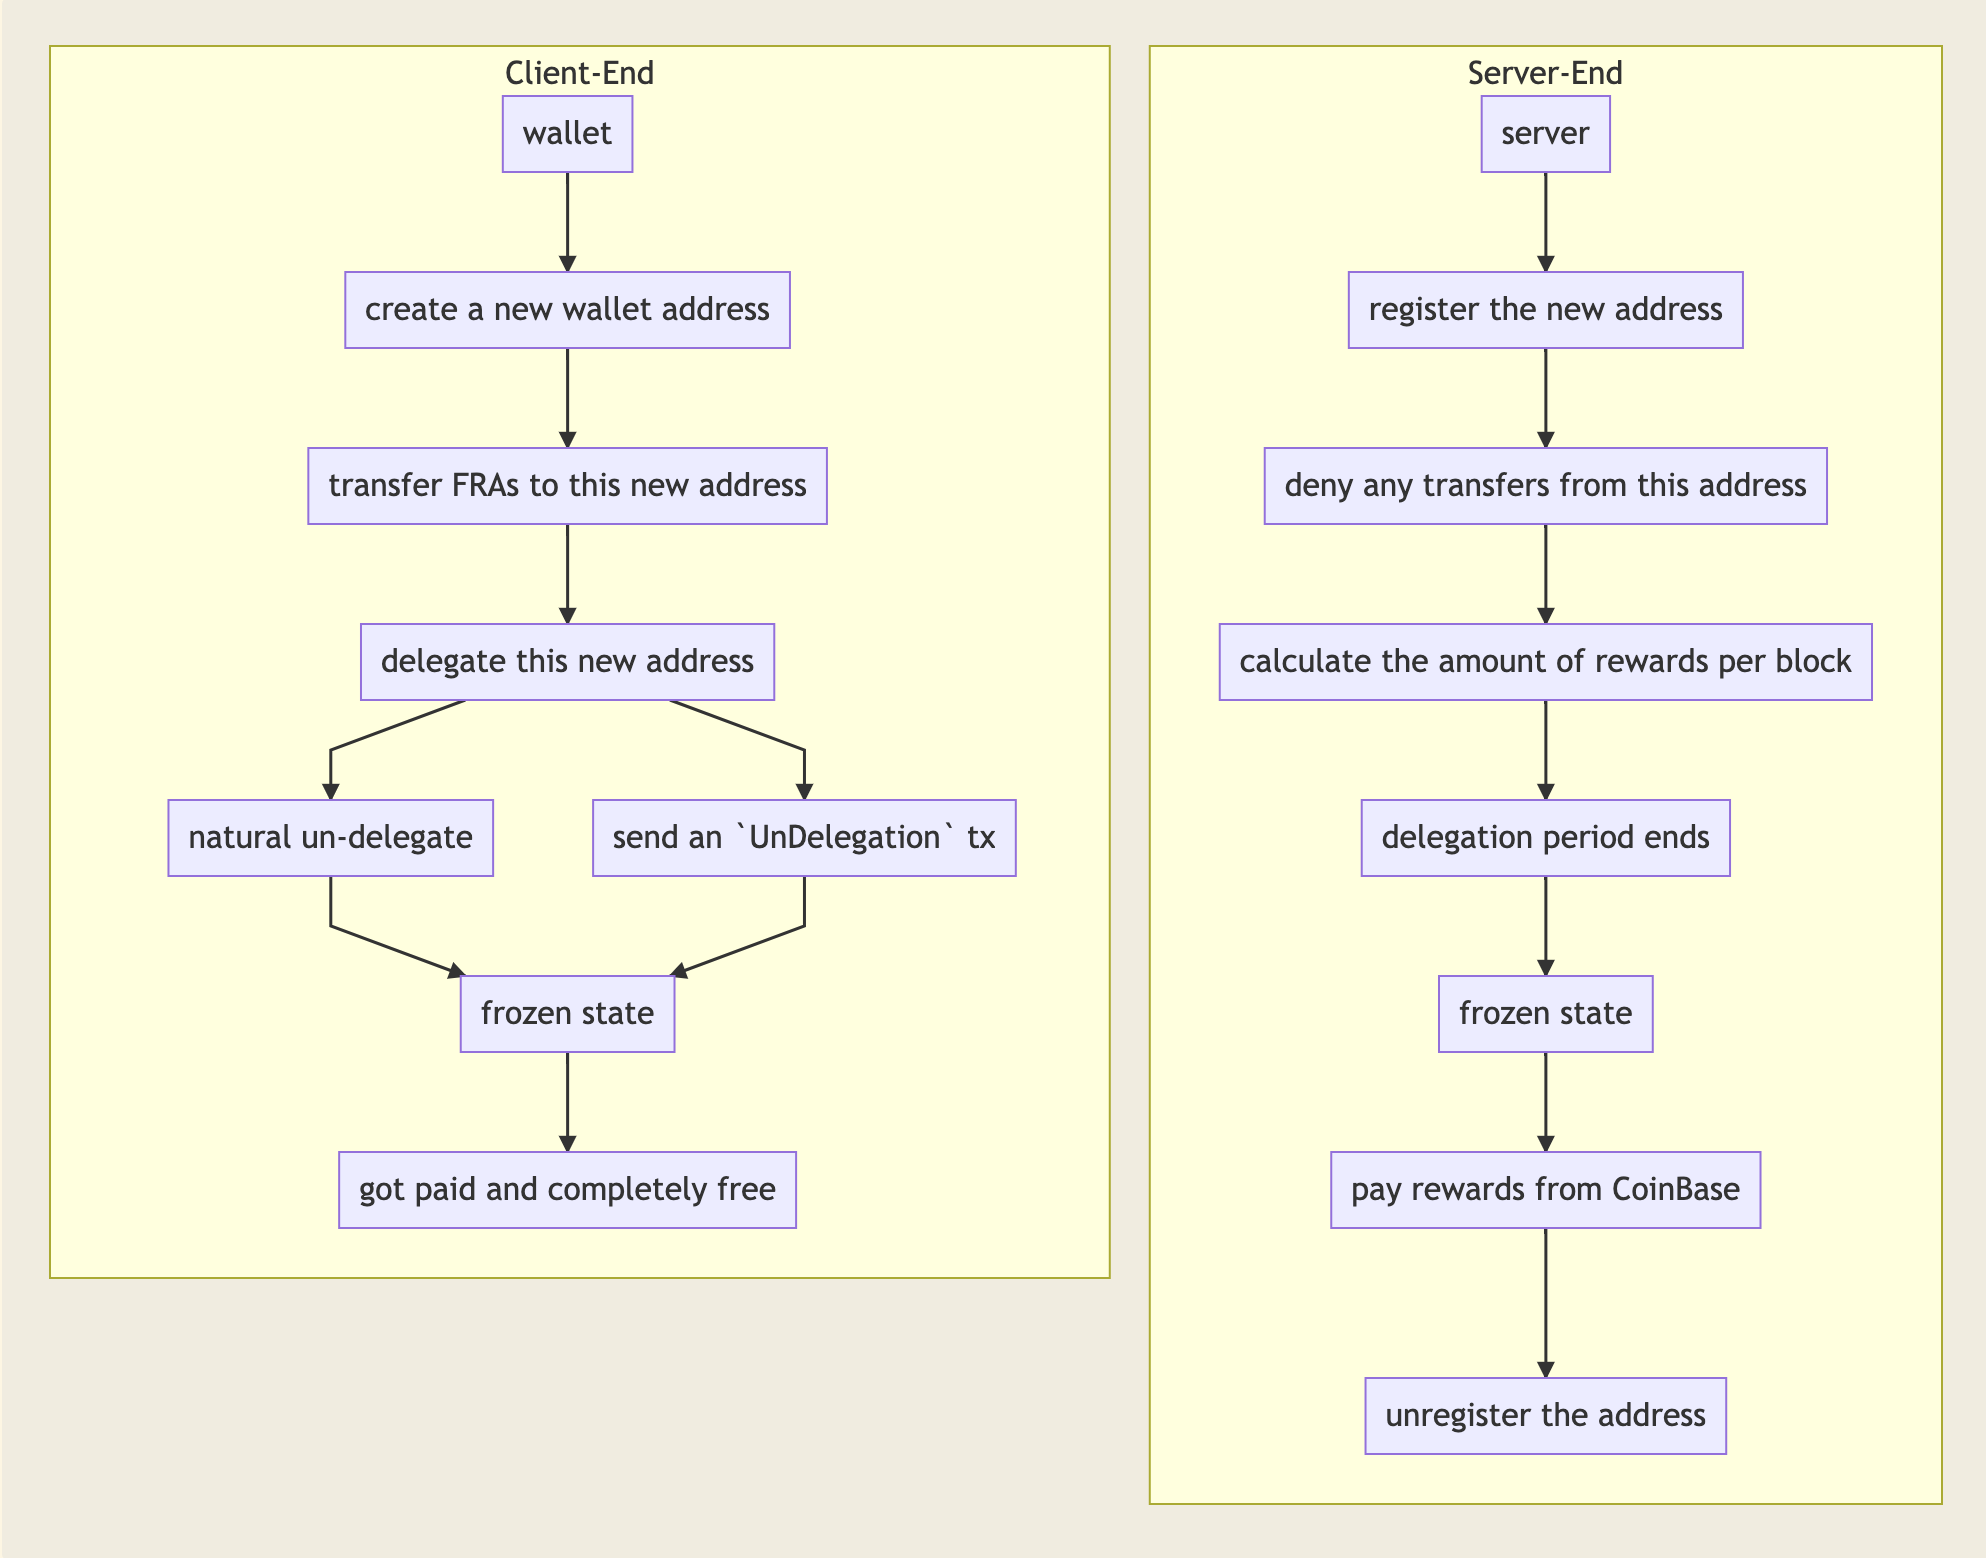 Client-End
wallet
create a new wallet address
transfer FRAs to this new address
delegate this new address
natural un-delegate
send an `UnDelegation` tx
frozen state
got paid and completely free
Server-End
server
register the new address
deny any transfers from this address
calculate the amount of rewards per block
delegation period ends
frozen state
pay rewards from CoinBase
unregister the address